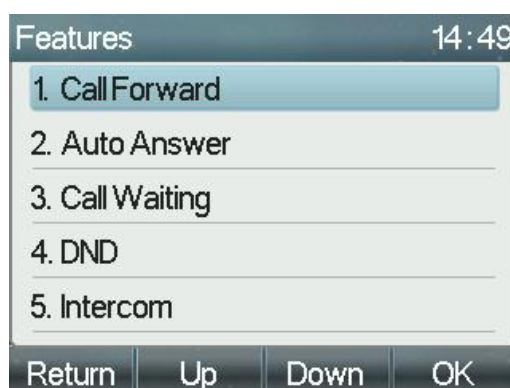 Features 14:49
1. Call Forward
2. Auto Answer
3. Call Waiting
4. DND
5. Intercom
Return Up Down OK